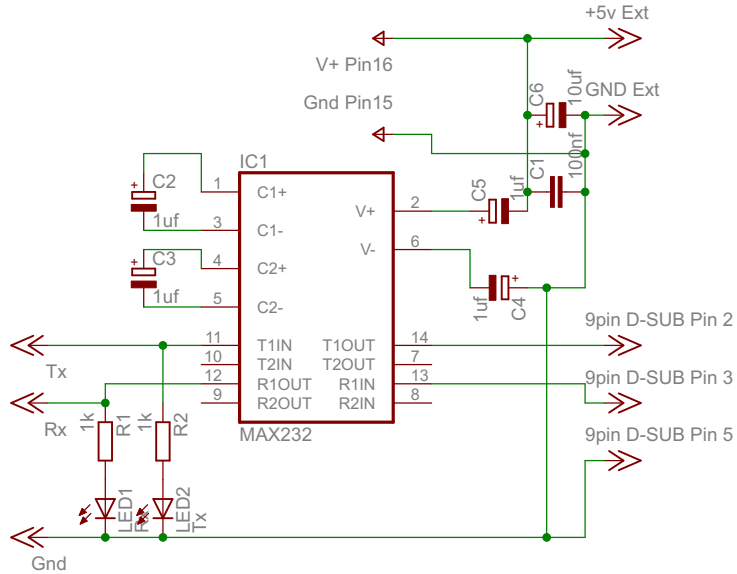 +5v Ext
V+ Pin16
C6
10uf
GND Ext
Gnd Pin15
IC1
C1
100nf
C2
1uf
1
C1+
3
C1-
V+
2
C5
1uf
C3
1uf
4
C2+
5
C2-
V-
6
1uf
C4
11
T1IN
T1OUT
14
9pin D-SUB Pin 2
10
T2IN
T2OUT
7
Tx
12
R1OUT
R1IN
13
9pin D-SUB Pin 3
9
R2OUT
R2IN
8
Rx
1k
R1
1k
R2
MAX232
9pin D-SUB Pin 5
LED1
Rx
LED2
Tx
Gnd